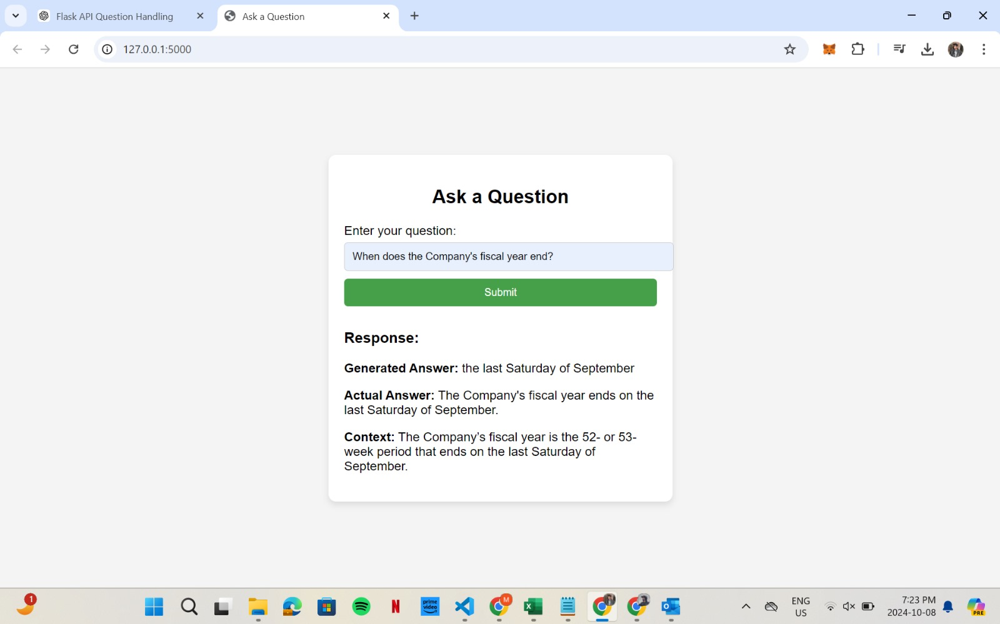 Flask API Question Handling
Ask a Question
127.0.0.1:5000
Ask a Question
Enter your question:
When does the Company's fiscal year end?
Submit
Response:
Generated Answer: the last Saturday of September
Actual Answer: The Company's fiscal year ends on the
last Saturday of September.
Context: The Company’s fiscal year is the 52- or 53-
week period that ends on the last Saturday of
September.
1
prime video
M
ENG
US
7:23 PM
2024-10-08
PRE